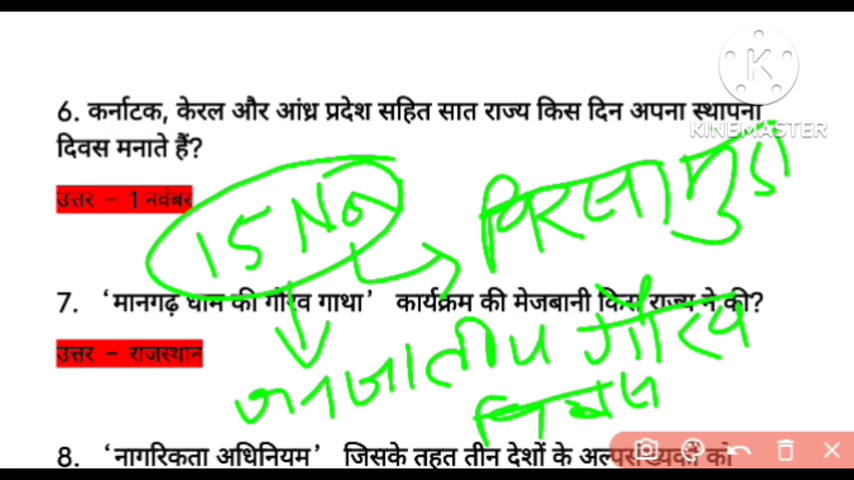 KINEMASTER
6. कर्नाटक, केरल और आंध्र प्रदेश सहित सात राज्य किस दिन अपना स्थापना
दिवस मनाते हैं?
उत्तर - 1 नवंबर
15 Nov
बिरसा मुंडा
7. ‘मानगढ़ धाम की गौरव गाथा’ कार्यक्रम की मेजबानी किस राज्य ने की?
उत्तर - राजस्थान
जनजातीय गौरव
दिवस
8. ‘नागरिकता अधिनियम’ जिसके तहत तीन देशों के अल्पसंख्यकों को